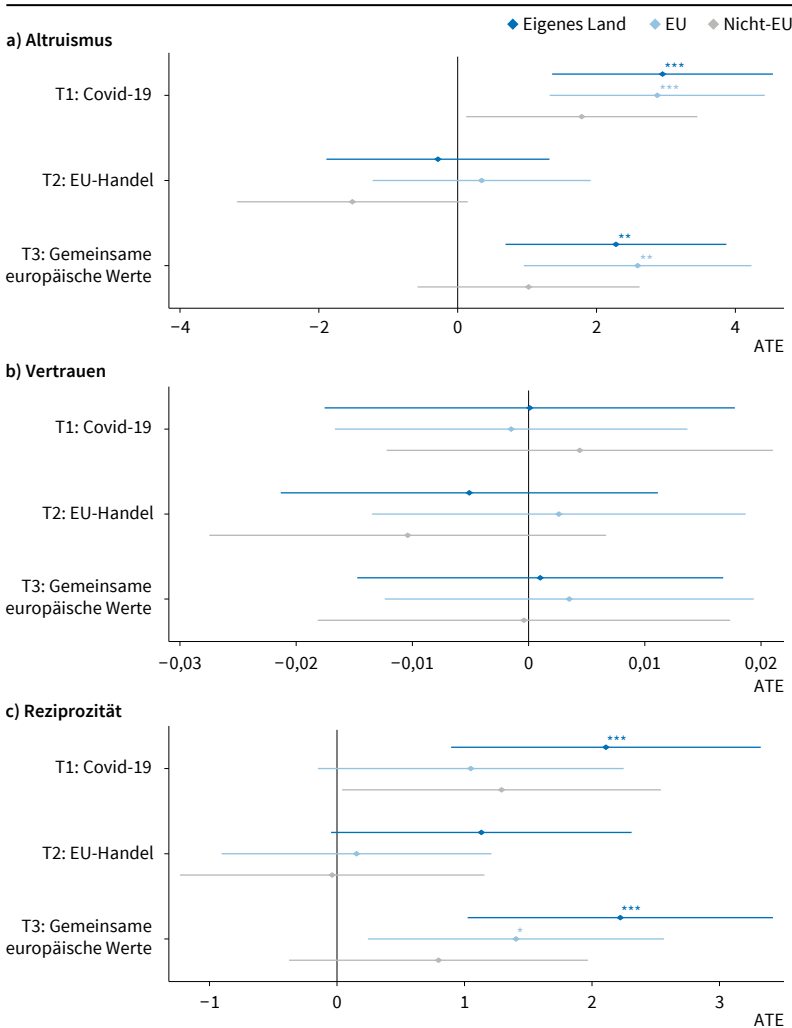 ◆ Eigenes Land ◆ EU ◆ Nicht-EU
a) Altruismus
T1: Covid-19
***
***
T2: EU-Handel
T3: Gemeinsame
europäische Werte
**
**
−4 −2 0 2 4
ATE
b) Vertrauen
T1: Covid-19
T2: EU-Handel
T3: Gemeinsame
europäische Werte
−0,03 −0,02 −0,01 0 0,01 0,02
ATE
c) Reziprozität
***
T1: Covid-19
T2: EU-Handel
T3: Gemeinsame
europäische Werte
***
*
−1 0 1 2 3
ATE